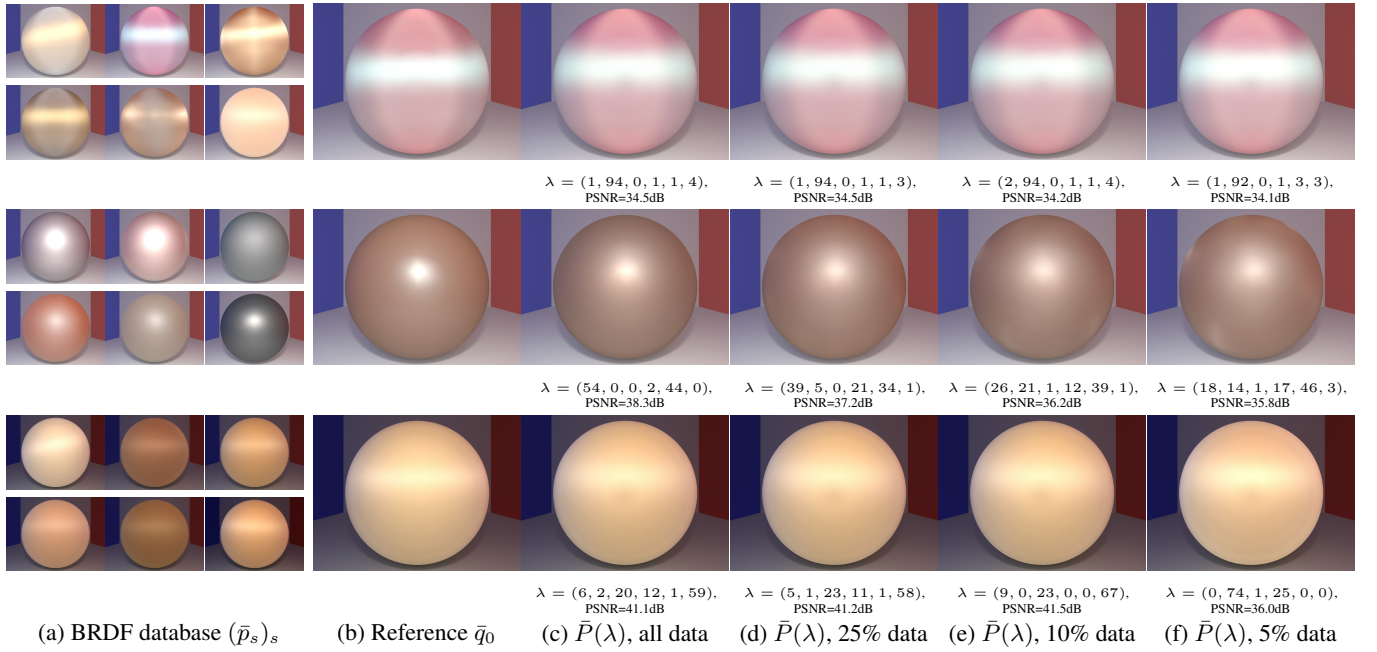 λ = (1, 94, 0, 1, 1, 4),
PSNR=34.5dB
λ = (1, 94, 0, 1, 1, 3),
PSNR=34.5dB
λ = (2, 94, 0, 1, 1, 4),
PSNR=34.2dB
λ = (1, 92, 0, 1, 3, 3),
PSNR=34.1dB
λ = (54, 0, 0, 2, 44, 0),
PSNR=38.3dB
λ = (39, 5, 0, 21, 34, 1),
PSNR=37.2dB
λ = (26, 21, 1, 12, 39, 1),
PSNR=36.2dB
λ = (18, 14, 1, 17, 46, 3),
PSNR=35.8dB
λ = (6, 2, 20, 12, 1, 59),
PSNR=41.1dB
λ = (5, 1, 23, 11, 1, 58),
PSNR=41.2dB
λ = (9, 0, 23, 0, 0, 67),
PSNR=41.5dB
λ = (0, 74, 1, 25, 0, 0),
PSNR=36.0dB
(a) BRDF database (p̄ₛ)ₛ
(b) Reference q̄₀
(c) P̄(λ), all data
(d) P̄(λ), 25% data
(e) P̄(λ), 10% data
(f) P̄(λ), 5% data